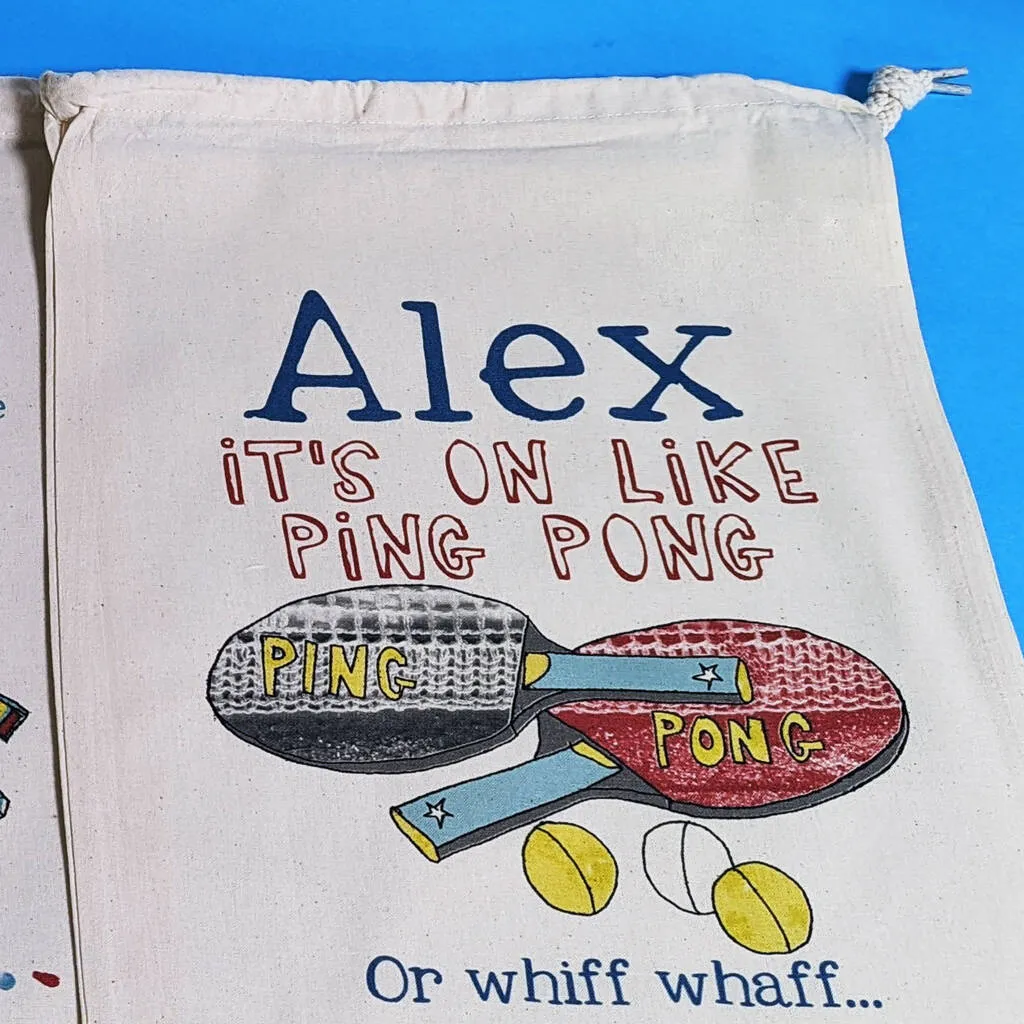 Alex
iT'S ON LiKE
PiNG PONG
PING
PONG
Or whiff whaff...